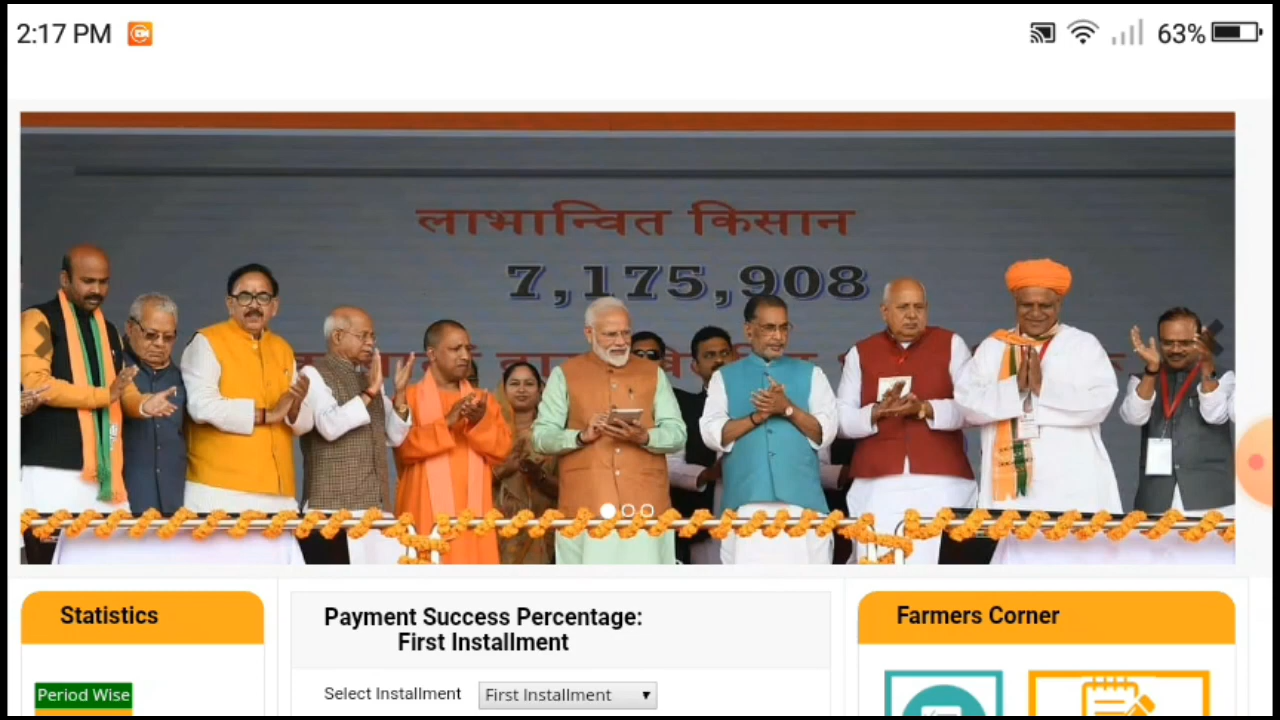 2:17 PM
63%
लाभान्वित किसान
7,175,908
Statistics
Payment Success Percentage:
First Installment
Farmers Corner
Period Wise
Select Installment
First Installment